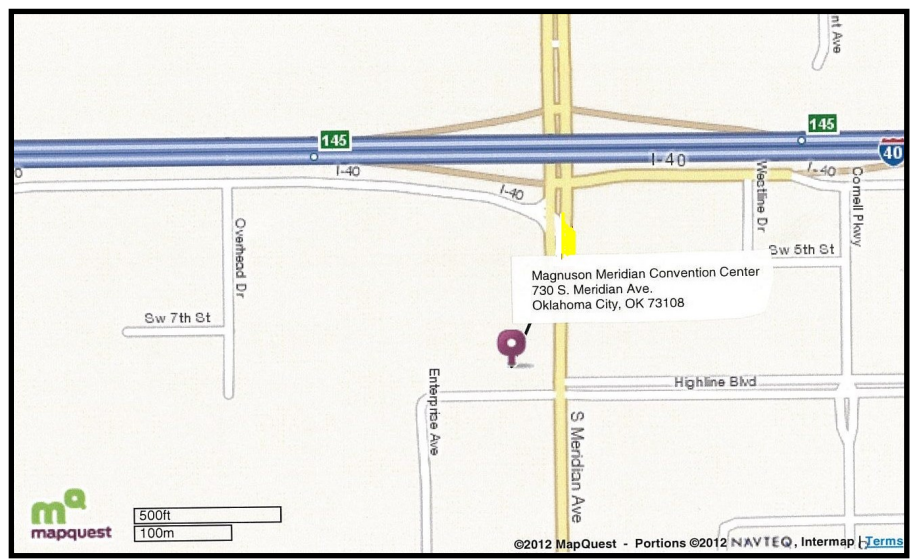 nt Ave
145
145
I-40
40
0
I-40
I-40
I-40
Westline Dr
Cornell Pkwy
Overhead Dr
Sw 5th St
Magnuson Meridian Convention Center
730 S. Meridian Ave.
Oklahoma City, OK 73108
Sw 7th St
Enterprise Ave
Highline Blvd
S Meridian Ave
mq
mapquest
500ft
100m
©2012 MapQuest - Portions ©2012 NAVTEQ, Intermap | Terms